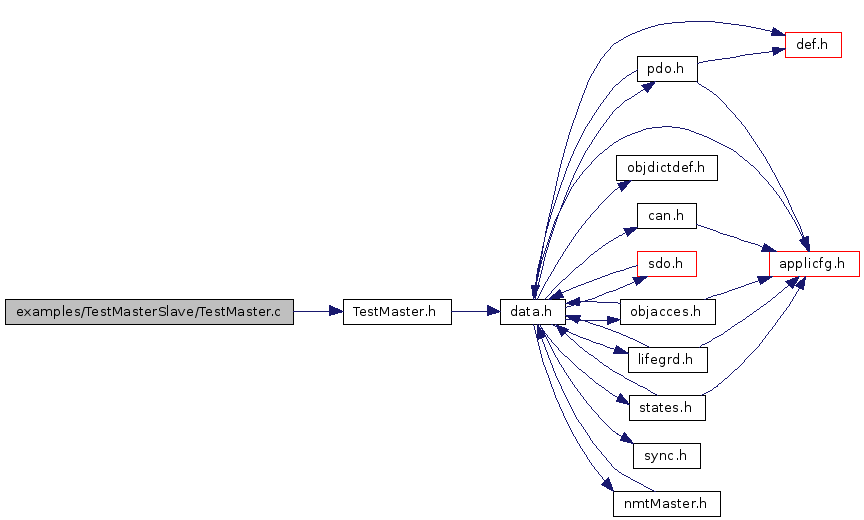 def.h
pdo.h
objdictdef.h
can.h
sdo.h
applicfg.h
examples/TestMasterSlave/TestMaster.c
TestMaster.h
data.h
objacces.h
lifegrd.h
states.h
sync.h
nmtMaster.h